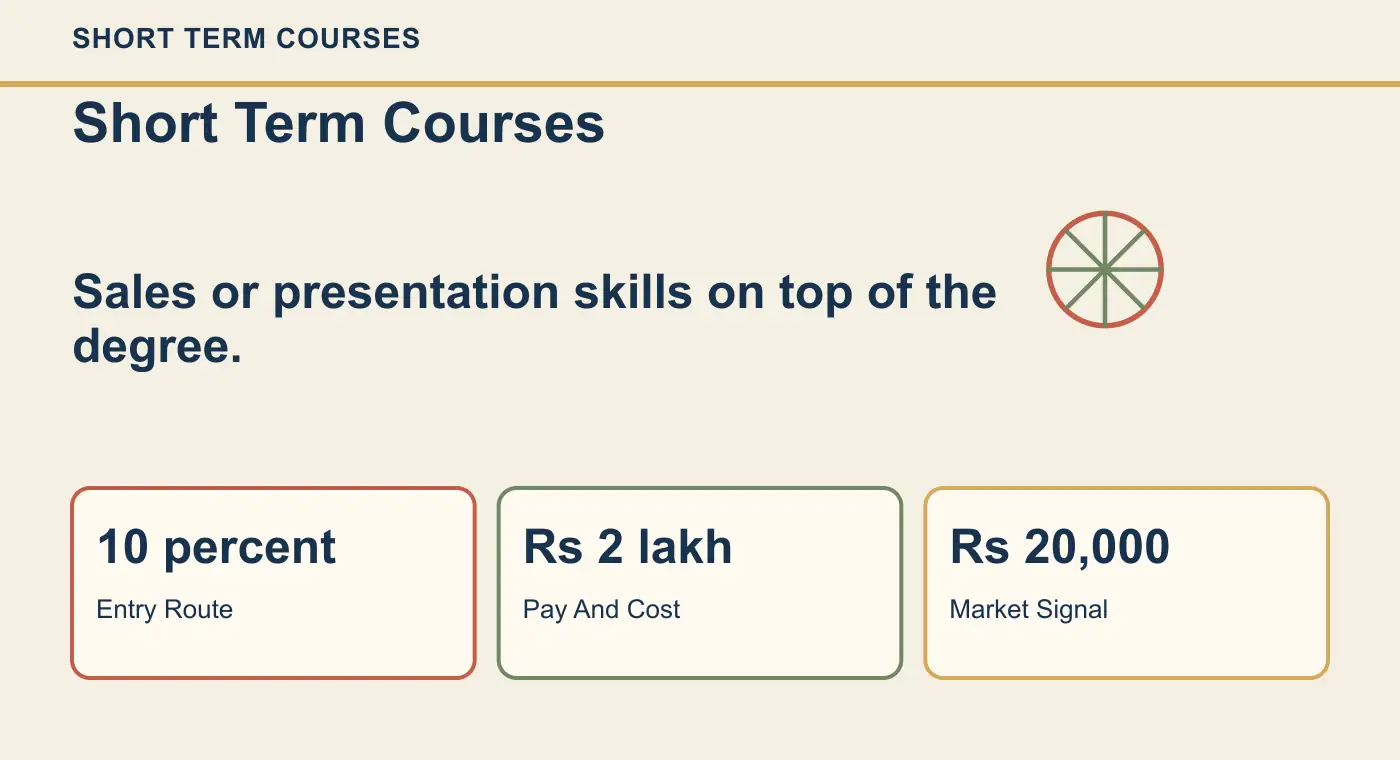 SHORT TERM COURSES
Short Term Courses
Sales or presentation skills on top of the
degree.
10 percent
Entry Route
Rs 2 lakh
Pay And Cost
Rs 20,000
Market Signal